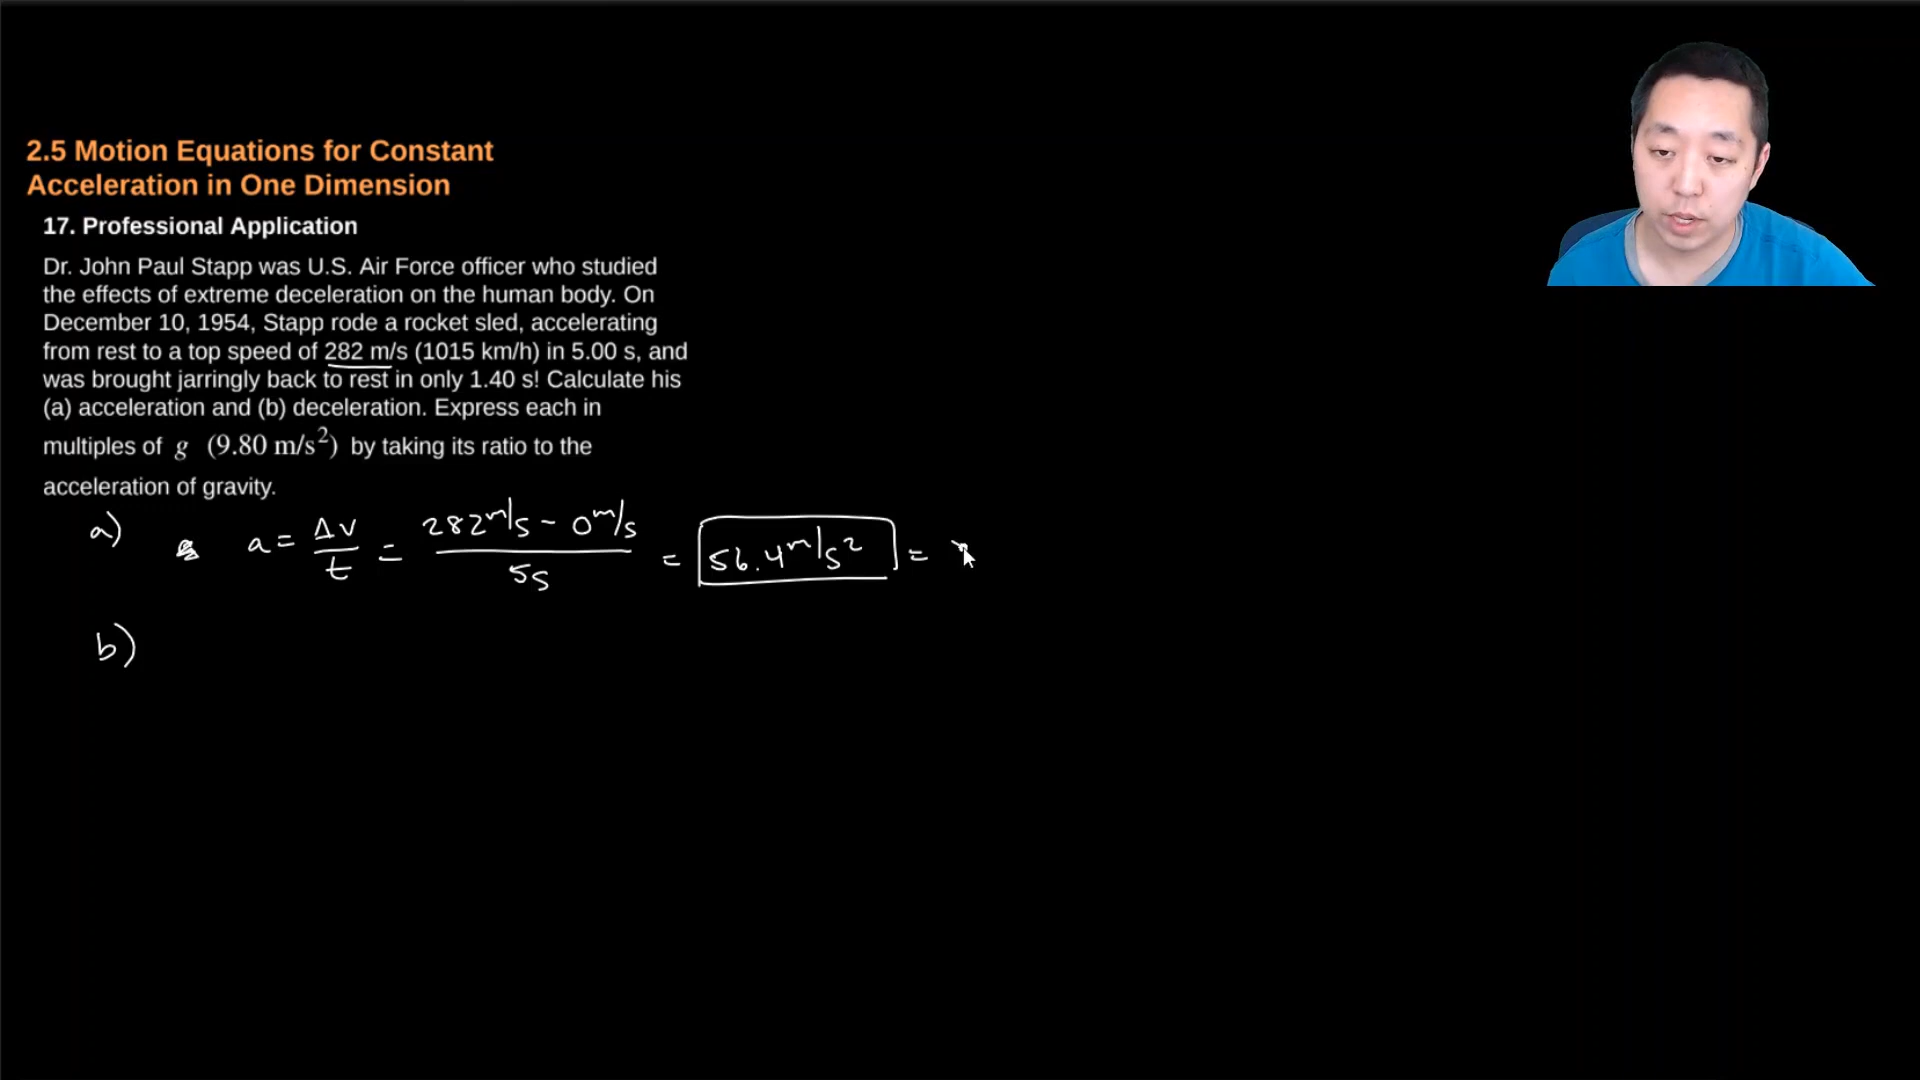 2.5 Motion Equations for Constant
Acceleration in One Dimension
17. Professional Application
Dr. John Paul Stapp was U.S. Air Force officer who studied
the effects of extreme deceleration on the human body. On
December 10, 1954, Stapp rode a rocket sled, accelerating
from rest to a top speed of 282 m/s (1015 km/h) in 5.00 s, and
was brought jarringly back to rest in only 1.40 s! Calculate his
(a) acceleration and (b) deceleration. Express each in
multiples of g (9.80 m/s²) by taking its ratio to the
acceleration of gravity.
a) a = Δv/t = (282 m/s - 0 m/s)/5s = 56.4 m/s² =
b)